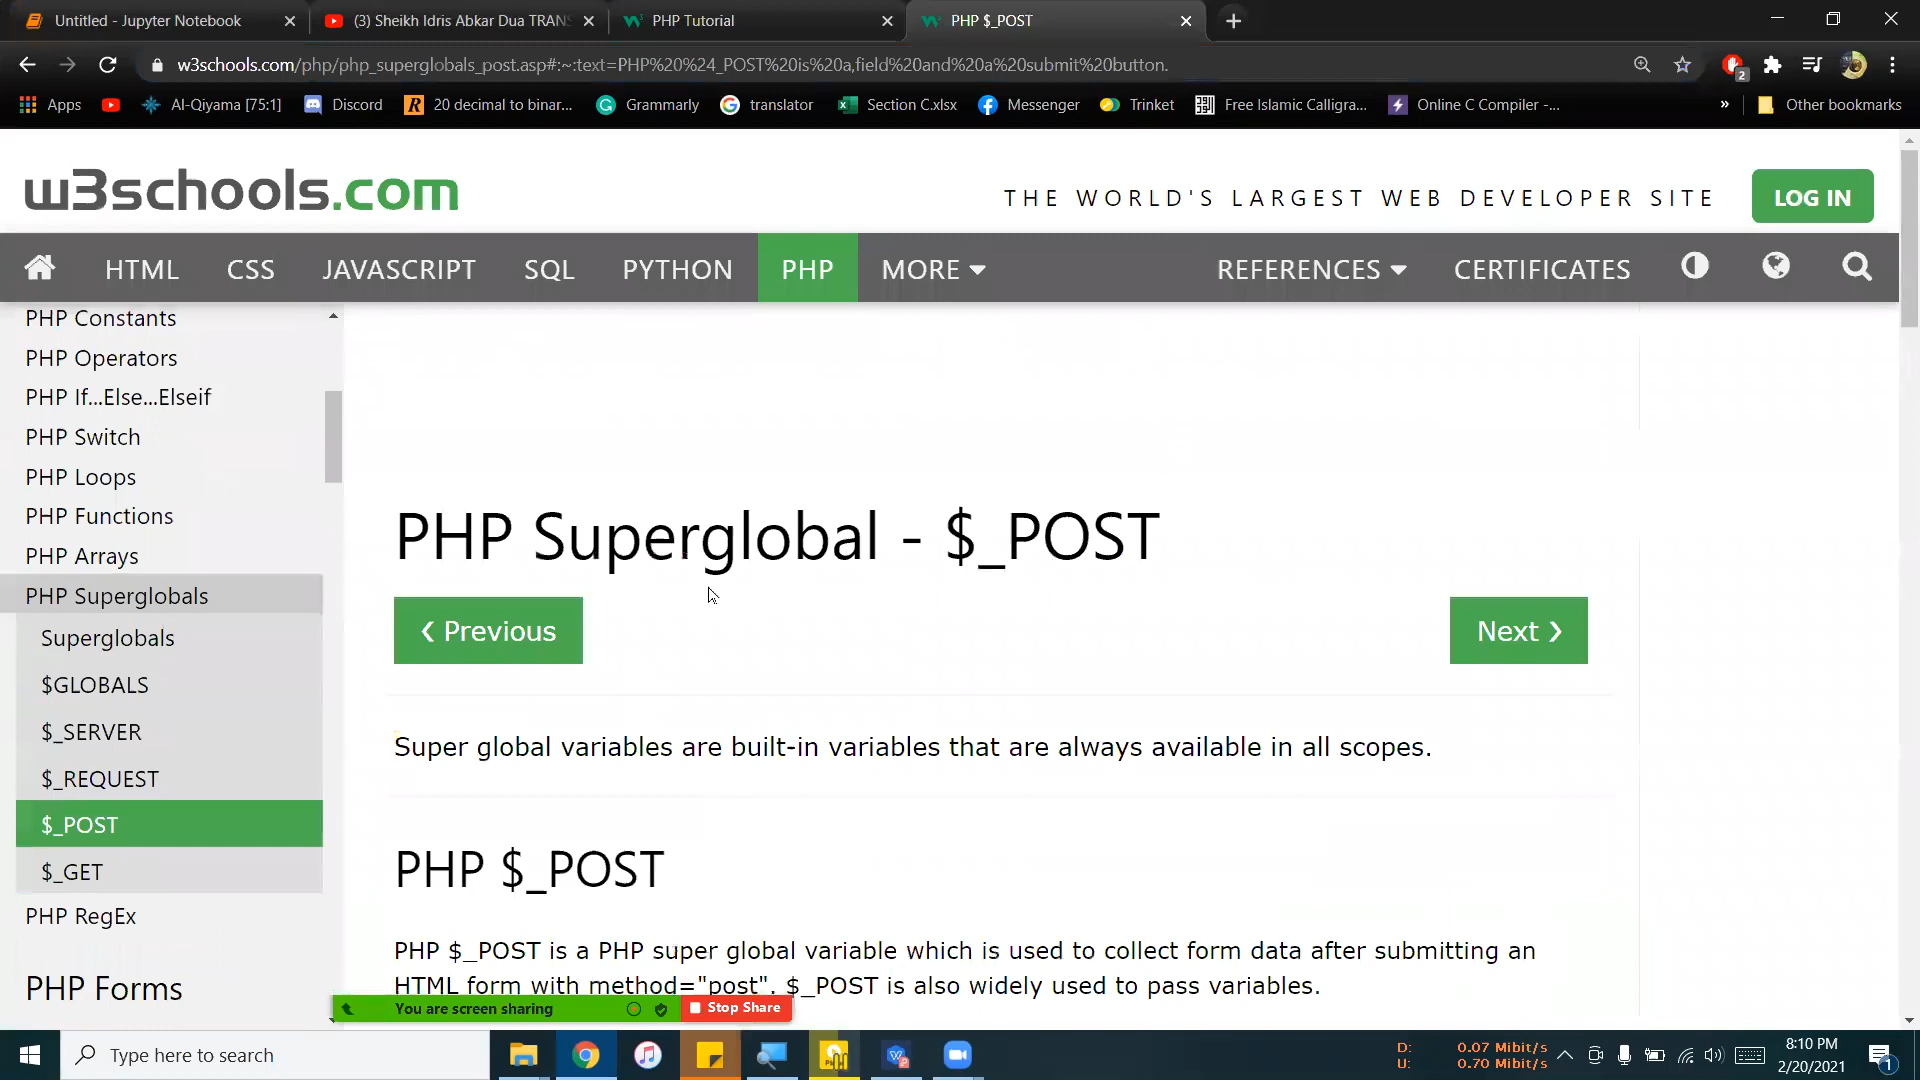 Untitled - Jupyter Notebook
(3) Sheikh Idris Abkar Dua TRANS
PHP Tutorial
PHP $_POST
w3schools.com/php/php_superglobals_post.asp#:~:text=PHP%20%24_POST%20is%20a,field%20and%20a%20submit%20button.
2
Apps
Al-Qiyama [75:1]
Discord
20 decimal to binar...
Grammarly
translator
Section C.xlsx
Messenger
Trinket
Free Islamic Calligra...
Online C Compiler -...
»
Other bookmarks
w3schools.com
THE WORLD'S LARGEST WEB DEVELOPER SITE
LOG IN
HTML
CSS
JAVASCRIPT
SQL
PYTHON
PHP
MORE
REFERENCES
CERTIFICATES
PHP Constants
PHP Operators
PHP If...Else...Elseif
PHP Switch
PHP Loops
PHP Functions
PHP Arrays
PHP Superglobals
Superglobals
$GLOBALS
$_SERVER
$_REQUEST
$_POST
$_GET
PHP RegEx
PHP Forms
PHP Superglobal - $_POST
❮ Previous
Next ❯
Super global variables are built-in variables that are always available in all scopes.
PHP $_POST
PHP $_POST is a PHP super global variable which is used to collect form data after submitting an
HTML form with method="post". $_POST is also widely used to pass variables.
You are screen sharing
Stop Share
Type here to search
D: 0.07 Mibit/s
U: 0.70 Mibit/s
8:10 PM
2/20/2021
1